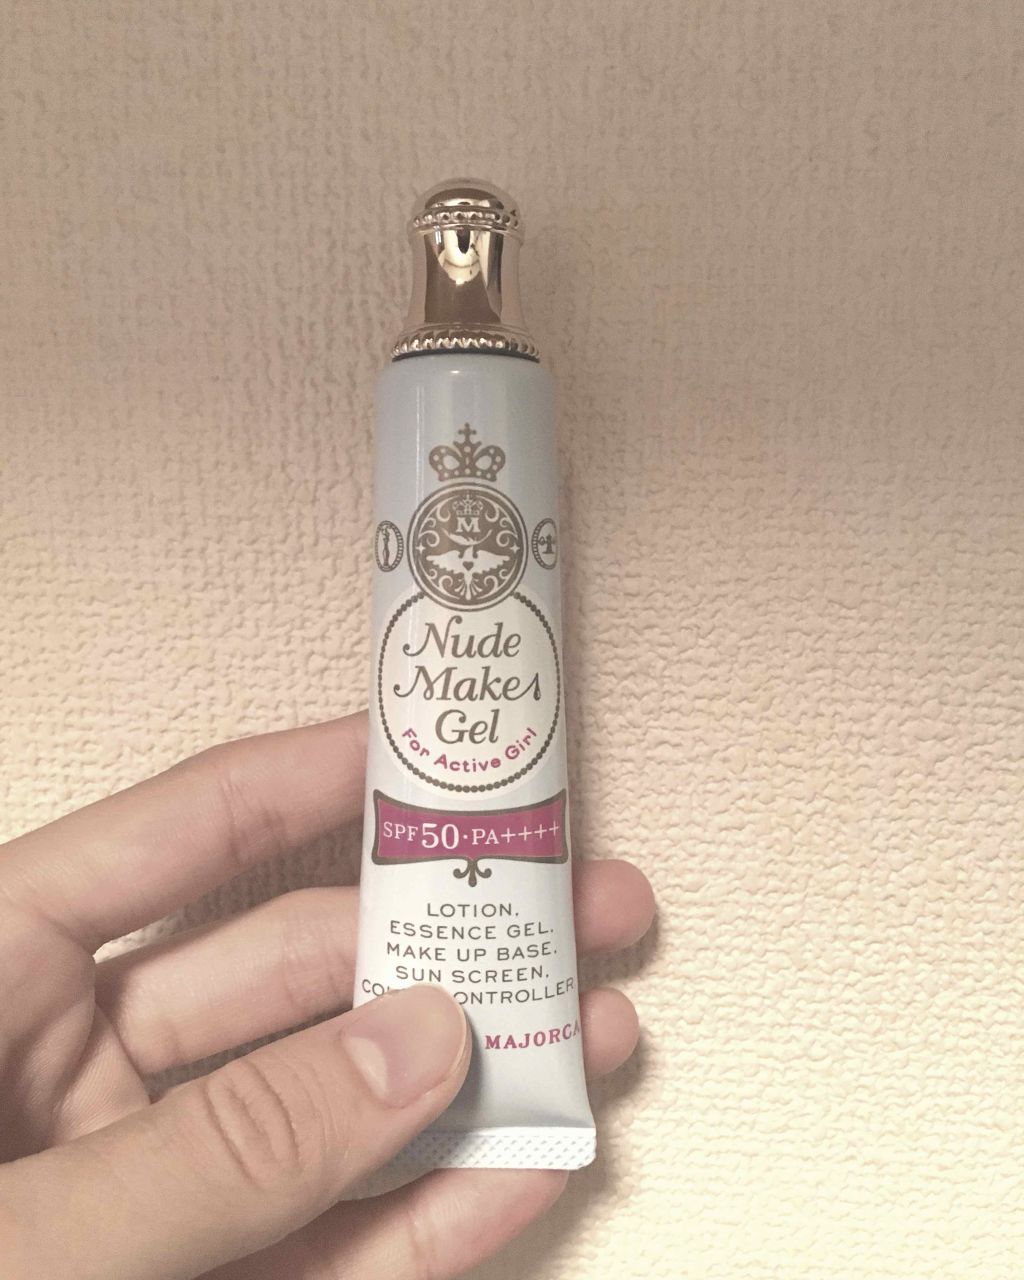 M
Nude
Make
Gel
For Active Girl
SPF50·PA++++
LOTION,
ESSENCE GEL,
MAKE UP BASE,
SUN SCREEN,
MAJORCA